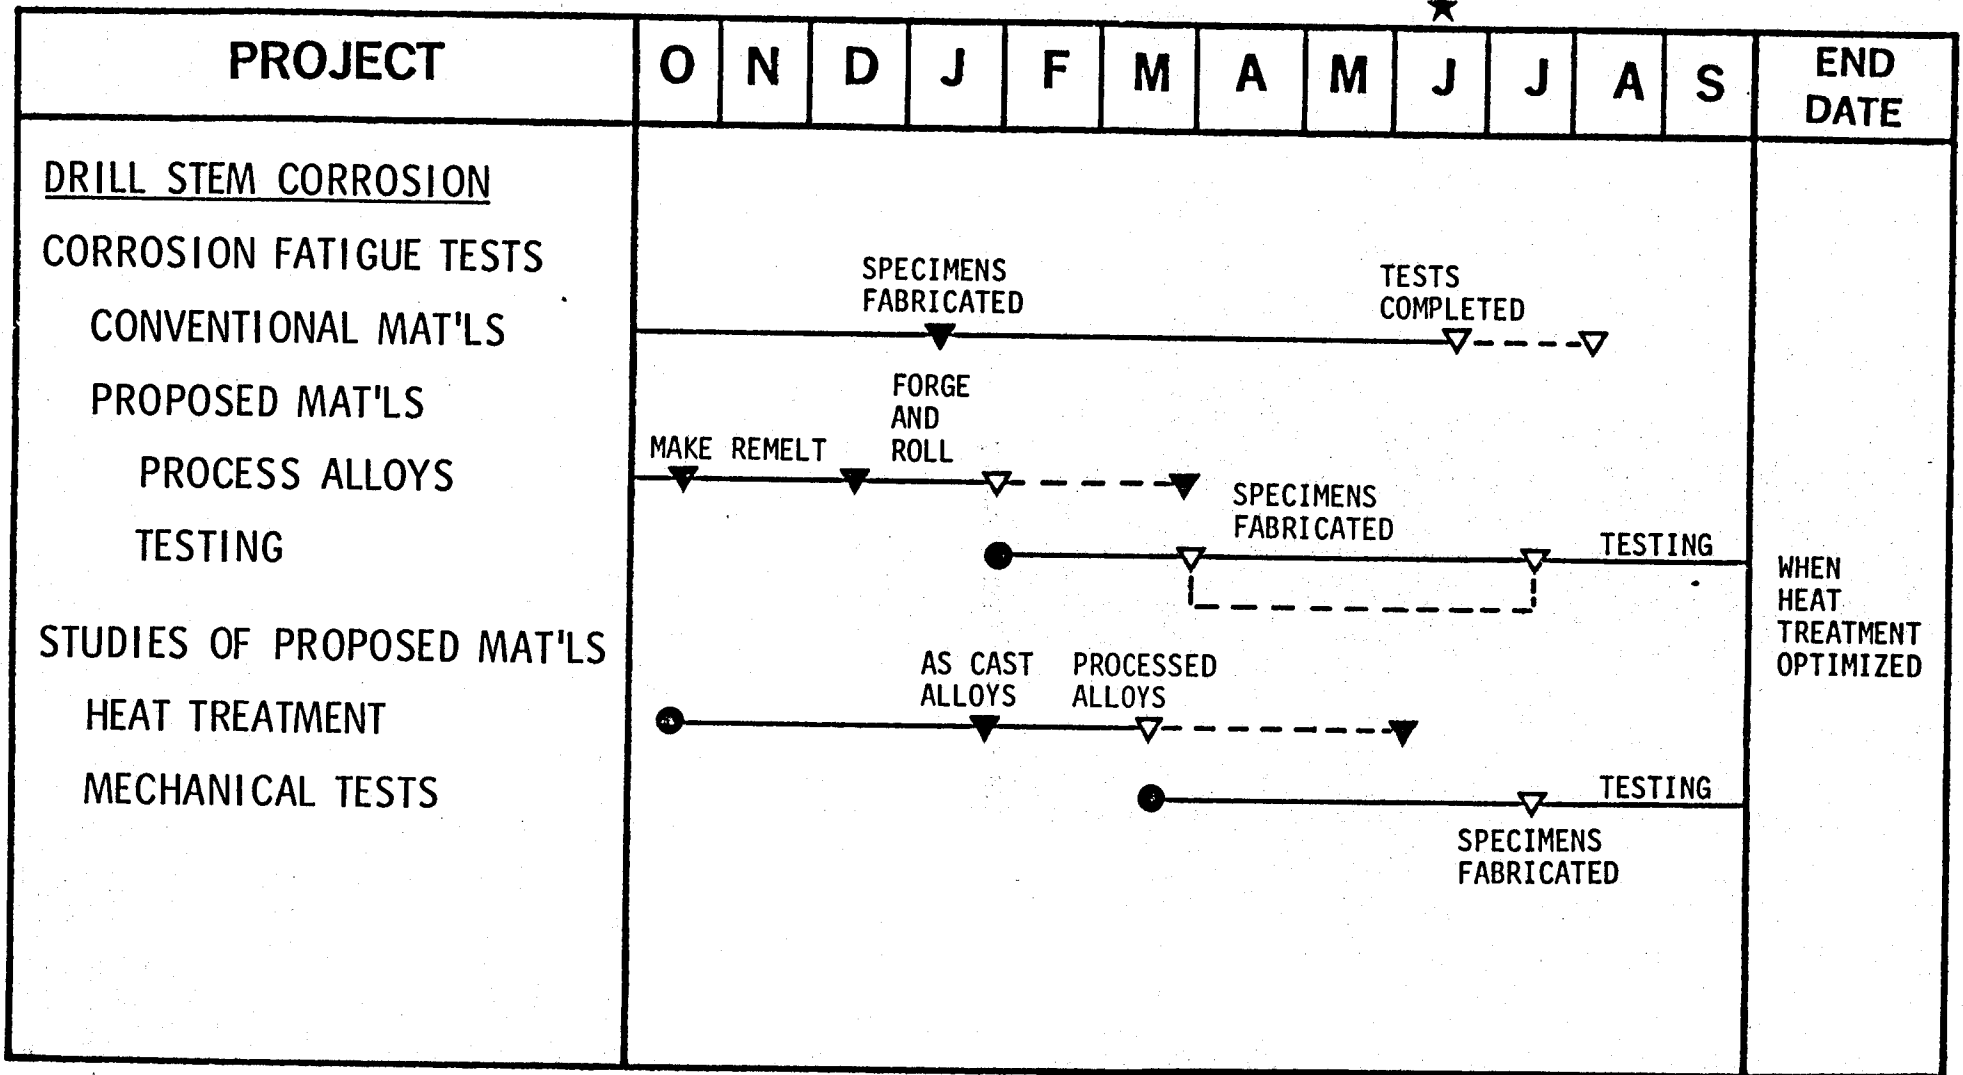 PROJECT O N D J F M A M J J A S END DATE
DRILL STEM CORROSION
CORROSION FATIGUE TESTS
SPECIMENS
FABRICATED
TESTS
COMPLETED
CONVENTIONAL MAT'LS
PROPOSED MAT'LS
FORGE
AND
ROLL
MAKE REMELT
PROCESS ALLOYS
SPECIMENS
FABRICATED
TESTING
TESTING
WHEN
HEAT
TREATMENT
OPTIMIZED
STUDIES OF PROPOSED MAT'LS
AS CAST
ALLOYS
PROCESSED
ALLOYS
HEAT TREATMENT
MECHANICAL TESTS
TESTING
SPECIMENS
FABRICATED